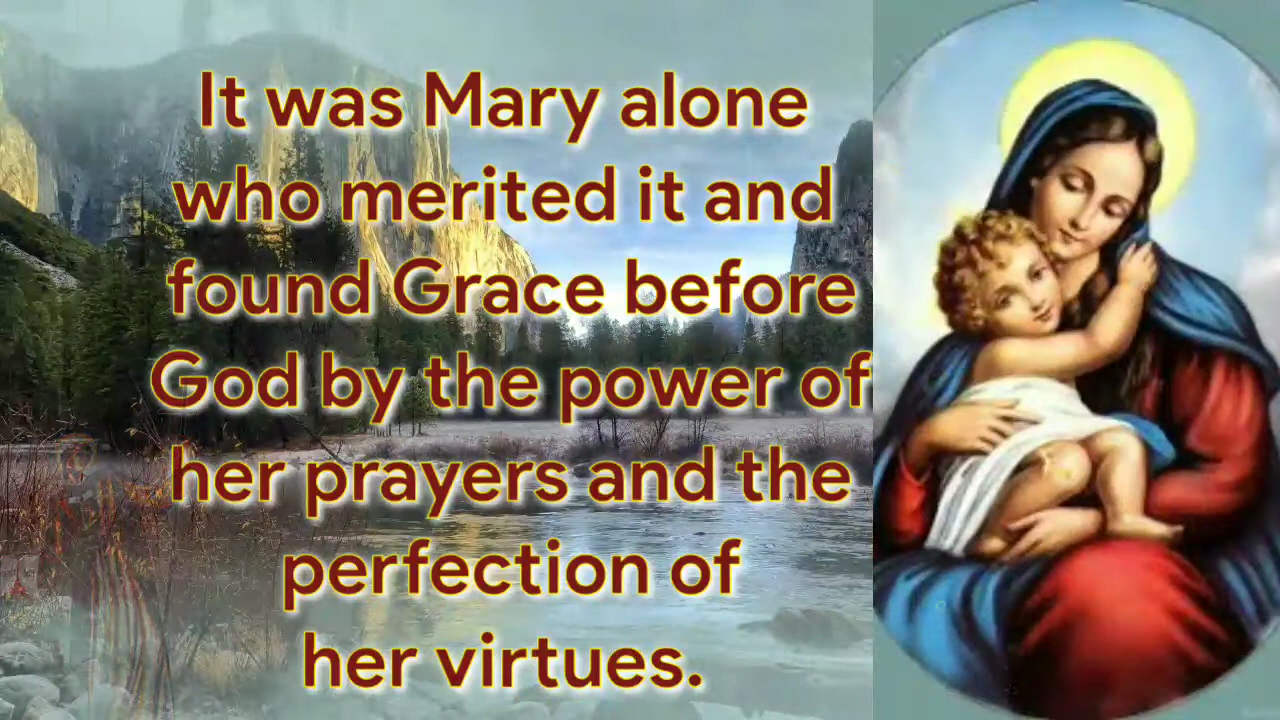 It was Mary alone
who merited it and
found Grace before
God by the power of
her prayers and the
perfection of
her virtues.